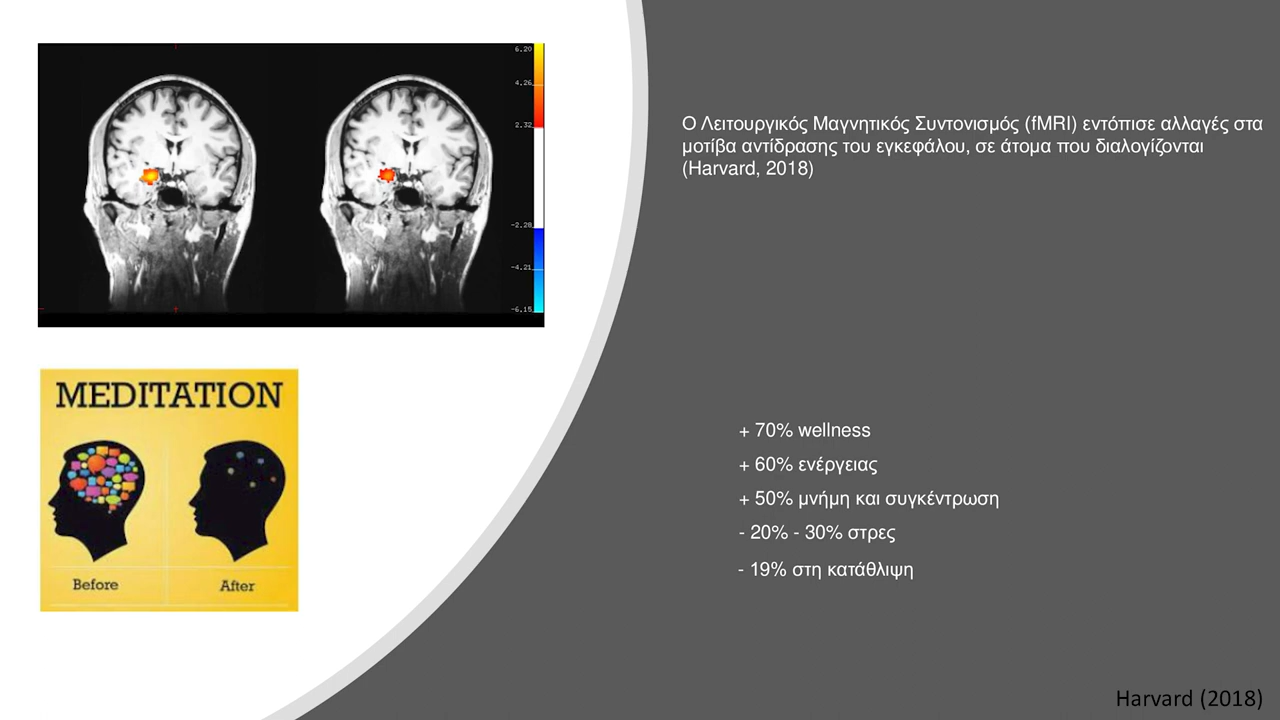 6.20
4.26
2.32
-2.28
-4.21
-6.15
Ο Λειτουργικός Μαγνητικός Συντονισμός (fMRI) εντόπισε αλλαγές στα
μοτίβα αντίδρασης του εγκεφάλου, σε άτομα που διαλογίζονται
(Harvard, 2018)
MEDITATION
Before
After
+ 70% wellness
+ 60% ενέργειας
+ 50% μνήμη και συγκέντρωση
- 20% - 30% στρες
- 19% στη κατάθλιψη
Harvard (2018)